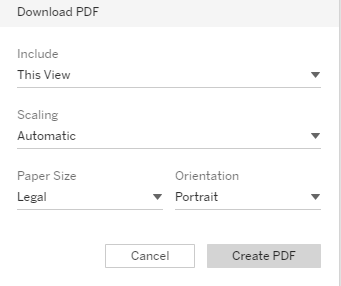 Download PDF
Include
This View
Scaling
Automatic
Paper Size
Orientation
Legal
Portrait
Cancel
Create PDF